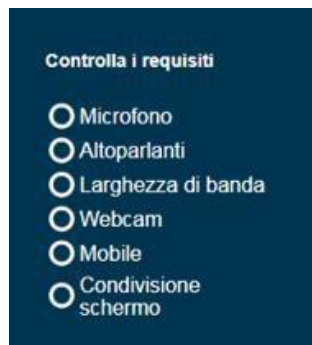 Controlla i requisiti
Microfono
Altoparlanti
Larghezza di banda
Webcam
Mobile
Condivisione
schermo